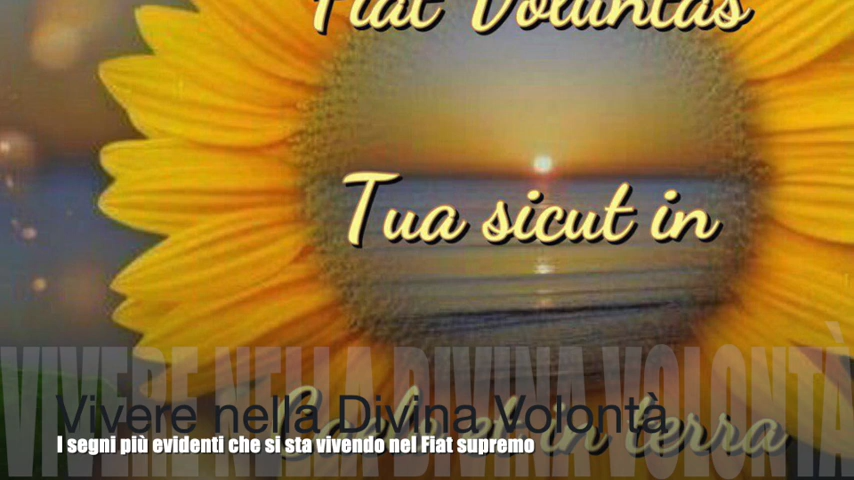 Fiat Voluntas
Tua sicut in
Caelo et in terra
VIVERE NELLA DIVINA VOLONTÀ
Vivere nella Divina Volontà
I segni più evidenti che si sta vivendo nel Fiat supremo